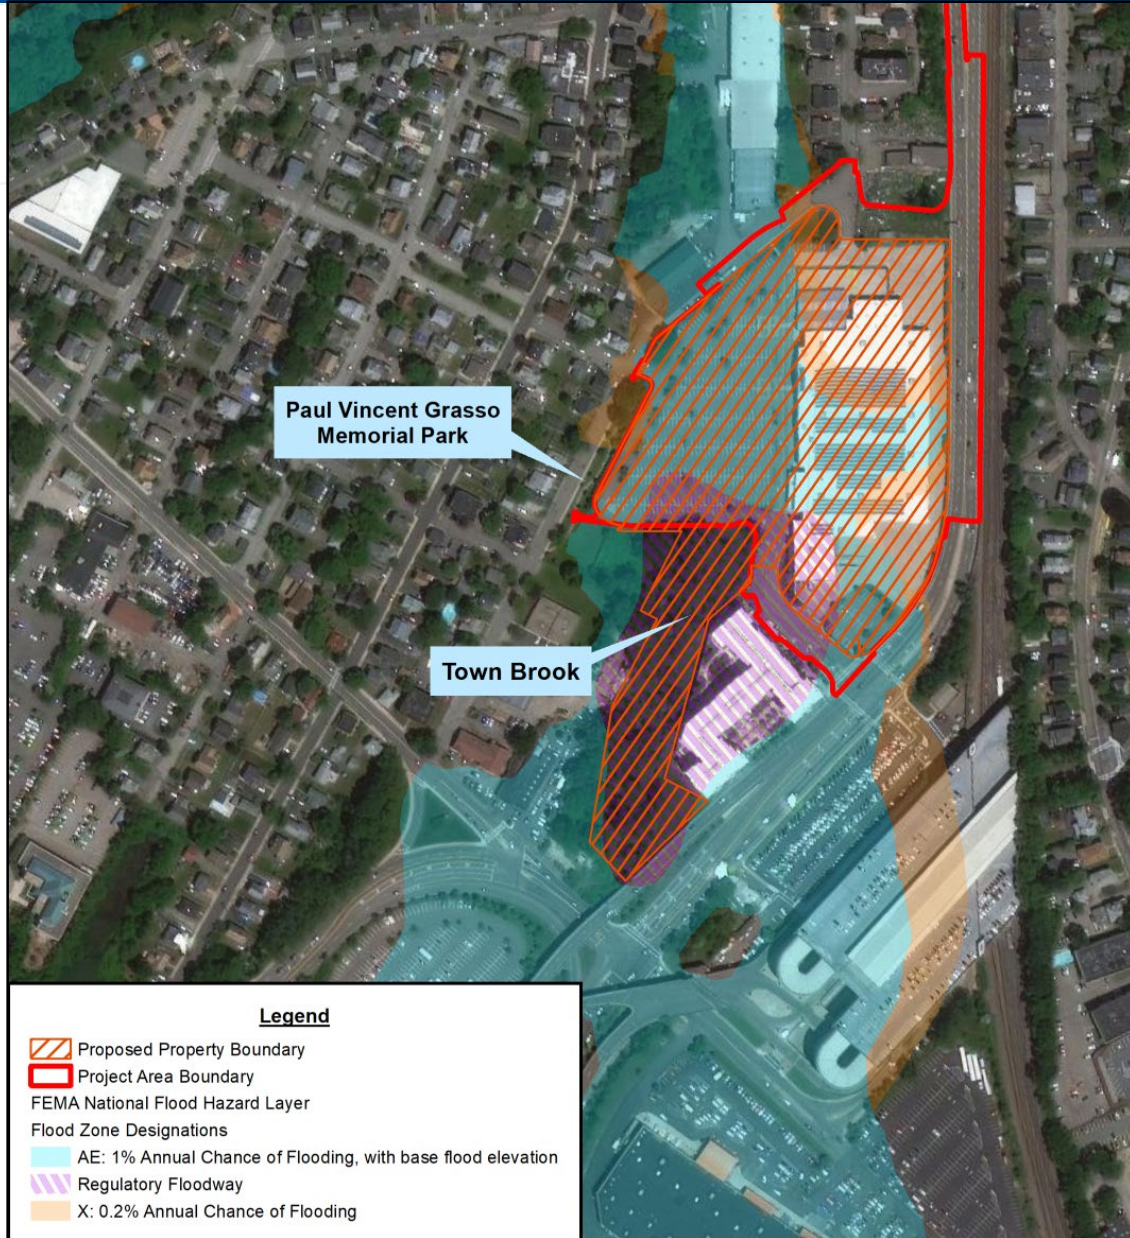 Paul Vincent Grasso
Memorial Park
Town Brook
Legend
Proposed Property Boundary
Project Area Boundary
FEMA National Flood Hazard Layer
Flood Zone Designations
AE: 1% Annual Chance of Flooding, with base flood elevation
Regulatory Floodway
X: 0.2% Annual Chance of Flooding